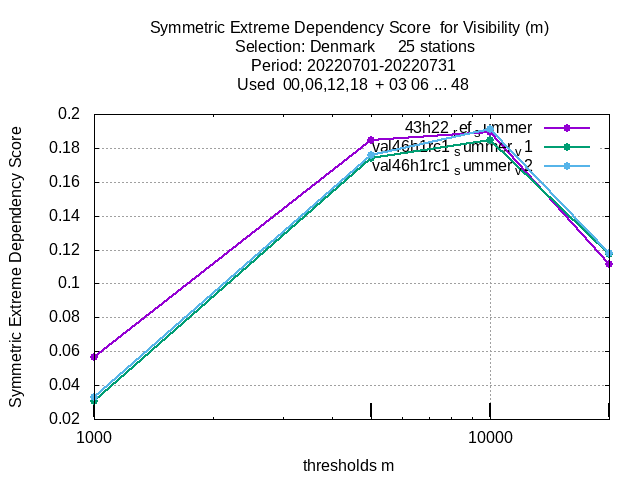 Symmetric Extreme Dependency Score  for Visibility (m)
Selection: Denmark     25 stations
Period: 20220701-20220731
Used  00,06,12,18  + 03 06 ... 48
0.2
0.18
0.16
0.14
0.12
0.1
0.08
0.06
0.04
0.02
Symmetric Extreme Dependency Score
43h22_ref_summer
val46h1rc1_summer_v1
val46h1rc1_summer_v2
1000
10000
thresholds m